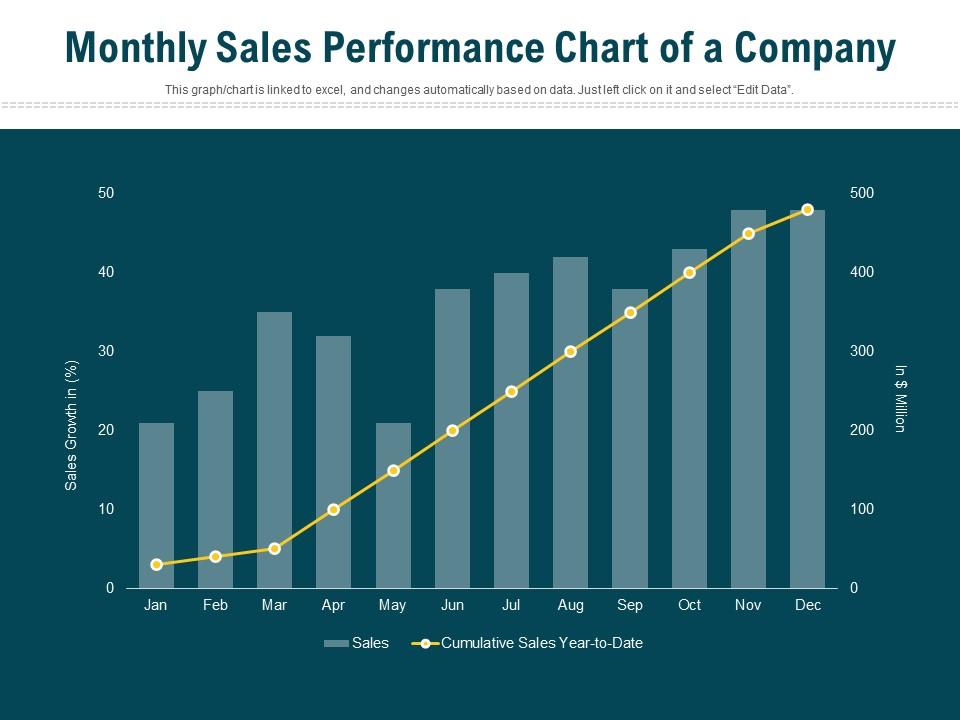 Monthly Sales Performance Chart of a Company
This graph/chart is linked to excel, and changes automatically based on data. Just left click on it and select “Edit Data”.
50
500
40
400
30
300
20
200
10
100
0
0
Sales Growth in (%)
In $ Million
Jan Feb Mar Apr May Jun Jul Aug Sep Oct Nov Dec
Sales Cumulative Sales Year-to-Date